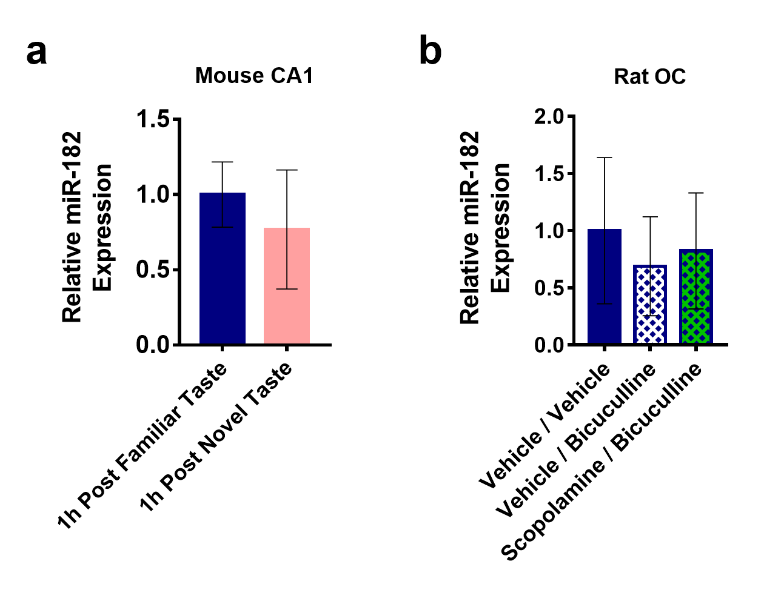 a
Mouse CA1
Relative miR-182
Expression
1.5
1.0
0.5
0.0
1h Post Familiar Taste
1h Post Novel Taste
b
Rat OC
Relative miR-182
Expression
2.0
1.5
1.0
0.5
0.0
Vehicle / Vehicle
Vehicle / Bicuculline
Scopolamine / Bicuculline